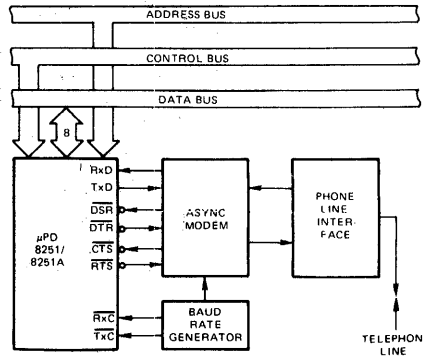 ADDRESS BUS
CONTROL BUS
DATA BUS
8
μPD
8251/
8251A
RxD
TxD
DSR
DTR
CTS
RTS
RxC
TxC
ASYNC
MODEM
BAUD
RATE
GENERATOR
PHONE
LINE
INTER-
FACE
TELEPHON
LINE